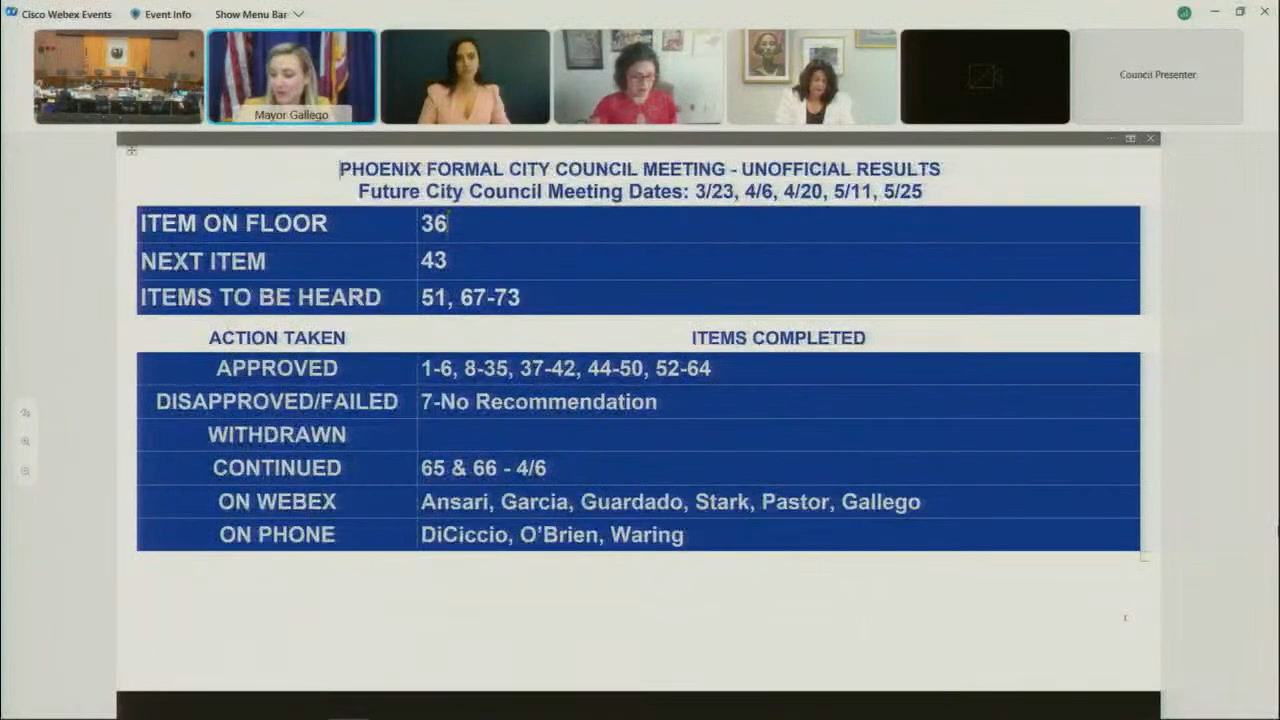 Cisco Webex Events Event Info Show Menu Bar
Mayor Gallego
Council Presenter
PHOENIX FORMAL CITY COUNCIL MEETING - UNOFFICIAL RESULTS
Future City Council Meeting Dates: 3/23, 4/6, 4/20, 5/11, 5/25
ITEM ON FLOOR 36
NEXT ITEM 43
ITEMS TO BE HEARD 51, 67-73
ACTION TAKEN ITEMS COMPLETED
APPROVED 1-6, 8-35, 37-42, 44-50, 52-64
DISAPPROVED/FAILED 7-No Recommendation
WITHDRAWN
CONTINUED 65 & 66 - 4/6
ON WEBEX Ansari, Garcia, Guardado, Stark, Pastor, Gallego
ON PHONE DiCiccio, O'Brien, Waring